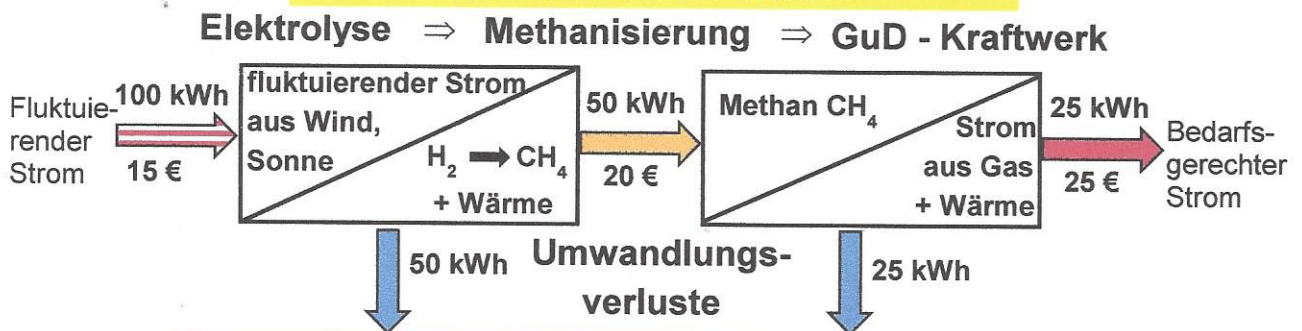 Elektrolyse ⇒ Methanisierung ⇒ GuD - Kraftwerk
Fluktuie-
render
Strom
100 kWh
15 €
fluktuierender Strom
aus Wind,
Sonne
H₂ ➡ CH₄
+ Wärme
50 kWh
20 €
Methan CH₄
Strom
aus Gas
+ Wärme
25 kWh
25 €
Bedarfs-
gerechter
Strom
50 kWh
Umwandlungs-
verluste
25 kWh